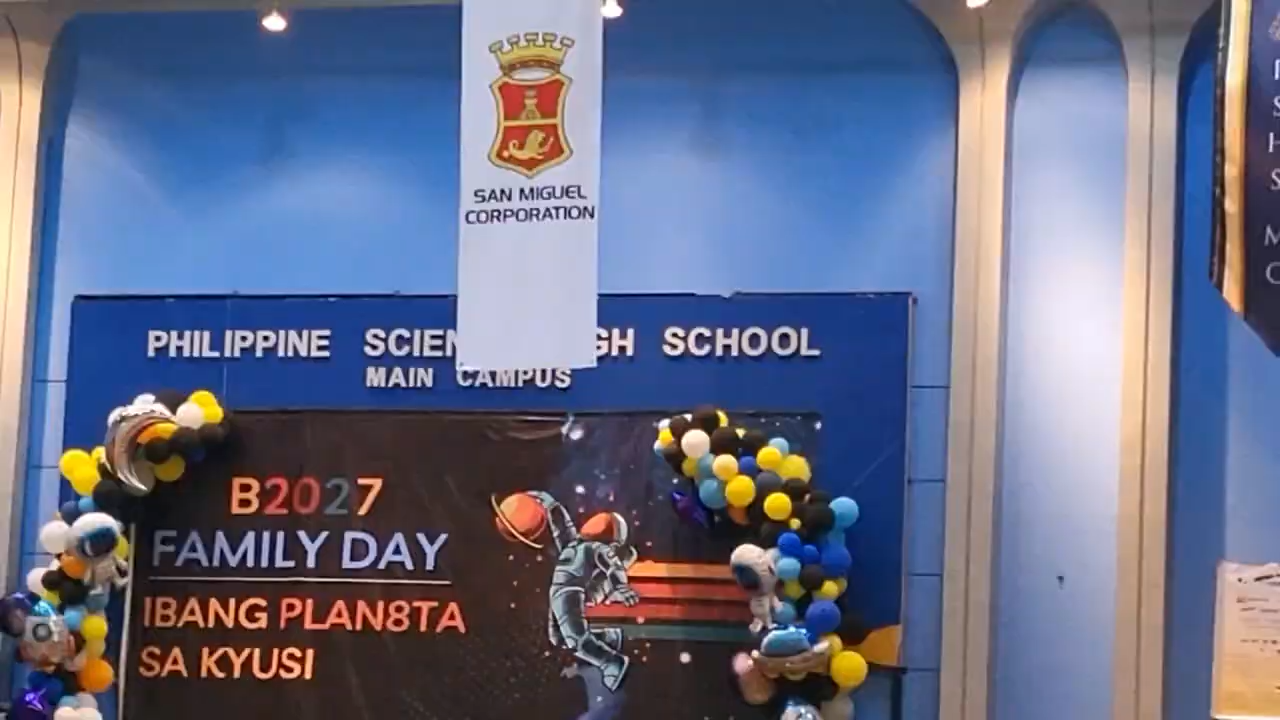 SAN MIGUEL
CORPORATION
PHILIPPINE SCIEN GH SCHOOL
MAIN CAMPUS
B2027
FAMILY DAY
IBANG PLAN8TA
SA KYUSI